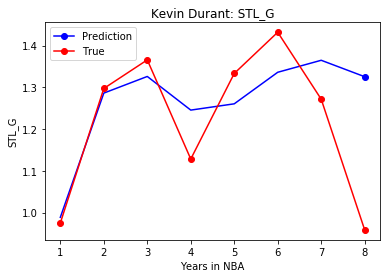 Kevin Durant: STL_G
Prediction
True
STL_G
1.4
1.3
1.2
1.1
1.0
1 2 3 4 5 6 7 8
Years in NBA